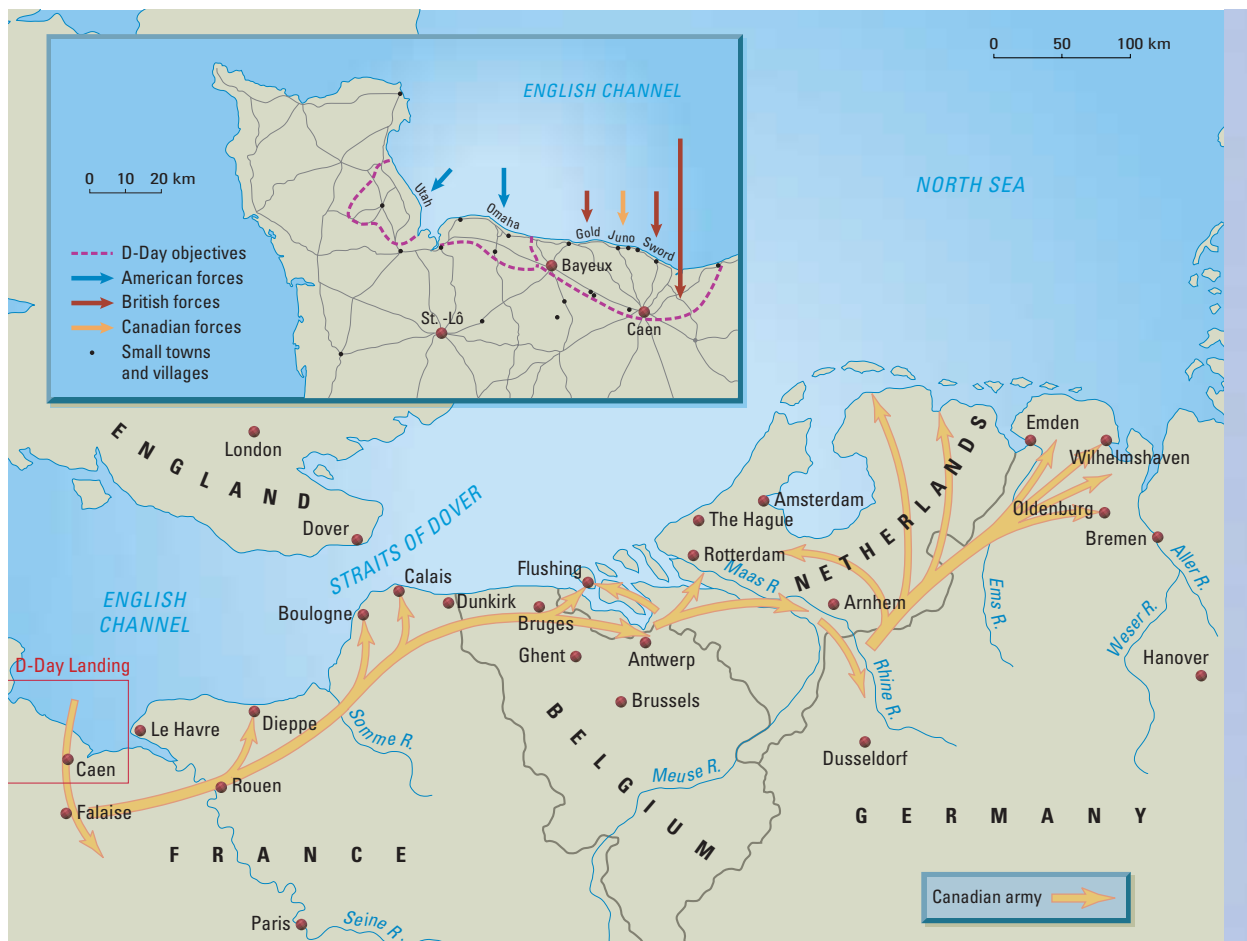 ENGLISH CHANNEL
0 10 20 km
D-Day objectives
American forces
British forces
Canadian forces
Small towns
and villages
Utah
Omaha
Gold
Juno
Sword
Bayeux
St. -Lô
Caen
0 50 100 km
NORTH SEA
ENGLAND
London
Dover
STRAITS OF DOVER
ENGLISH
CHANNEL
D-Day Landing
Caen
Falaise
Le Havre
Dieppe
Rouen
Somme R.
Boulogne
Calais
Dunkirk
Bruges
Flushing
Ghent
Antwerp
Brussels
BELGIUM
Meuse R.
FRANCE
Paris
Seine R.
NETHERLANDS
Amsterdam
The Hague
Rotterdam
Maas R.
Arnhem
Rhine R.
Dusseldorf
Emden
Wilhelmshaven
Oldenburg
Bremen
Ems R.
Aller R.
Weser R.
Hanover
GERMANY
Canadian army